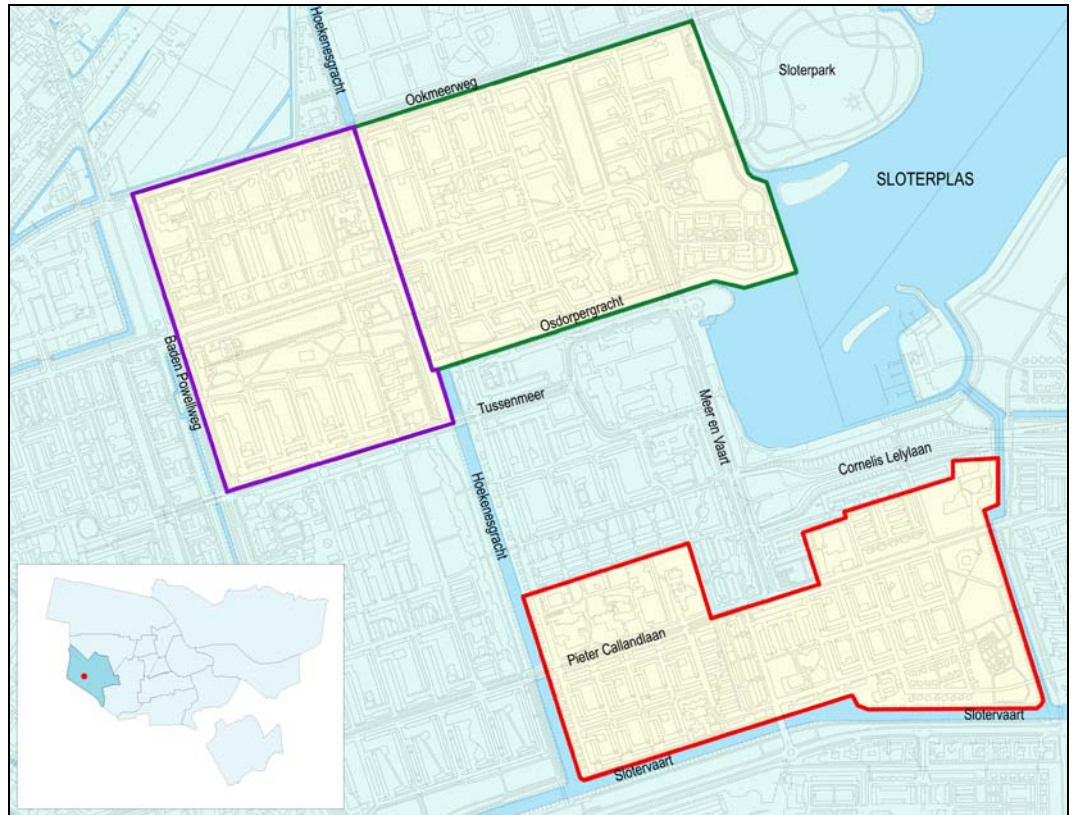 Hoekenesgracht
Ookmeerweg
Sloterpark
SLOTERPLAS
Osdorpergracht
Baden Powellweg
Tussenmeer
Meer en Vaart
Cornelis Lelylaan
Hoekenesgracht
Pieter Callandlaan
Slotervaart
Slotervaart